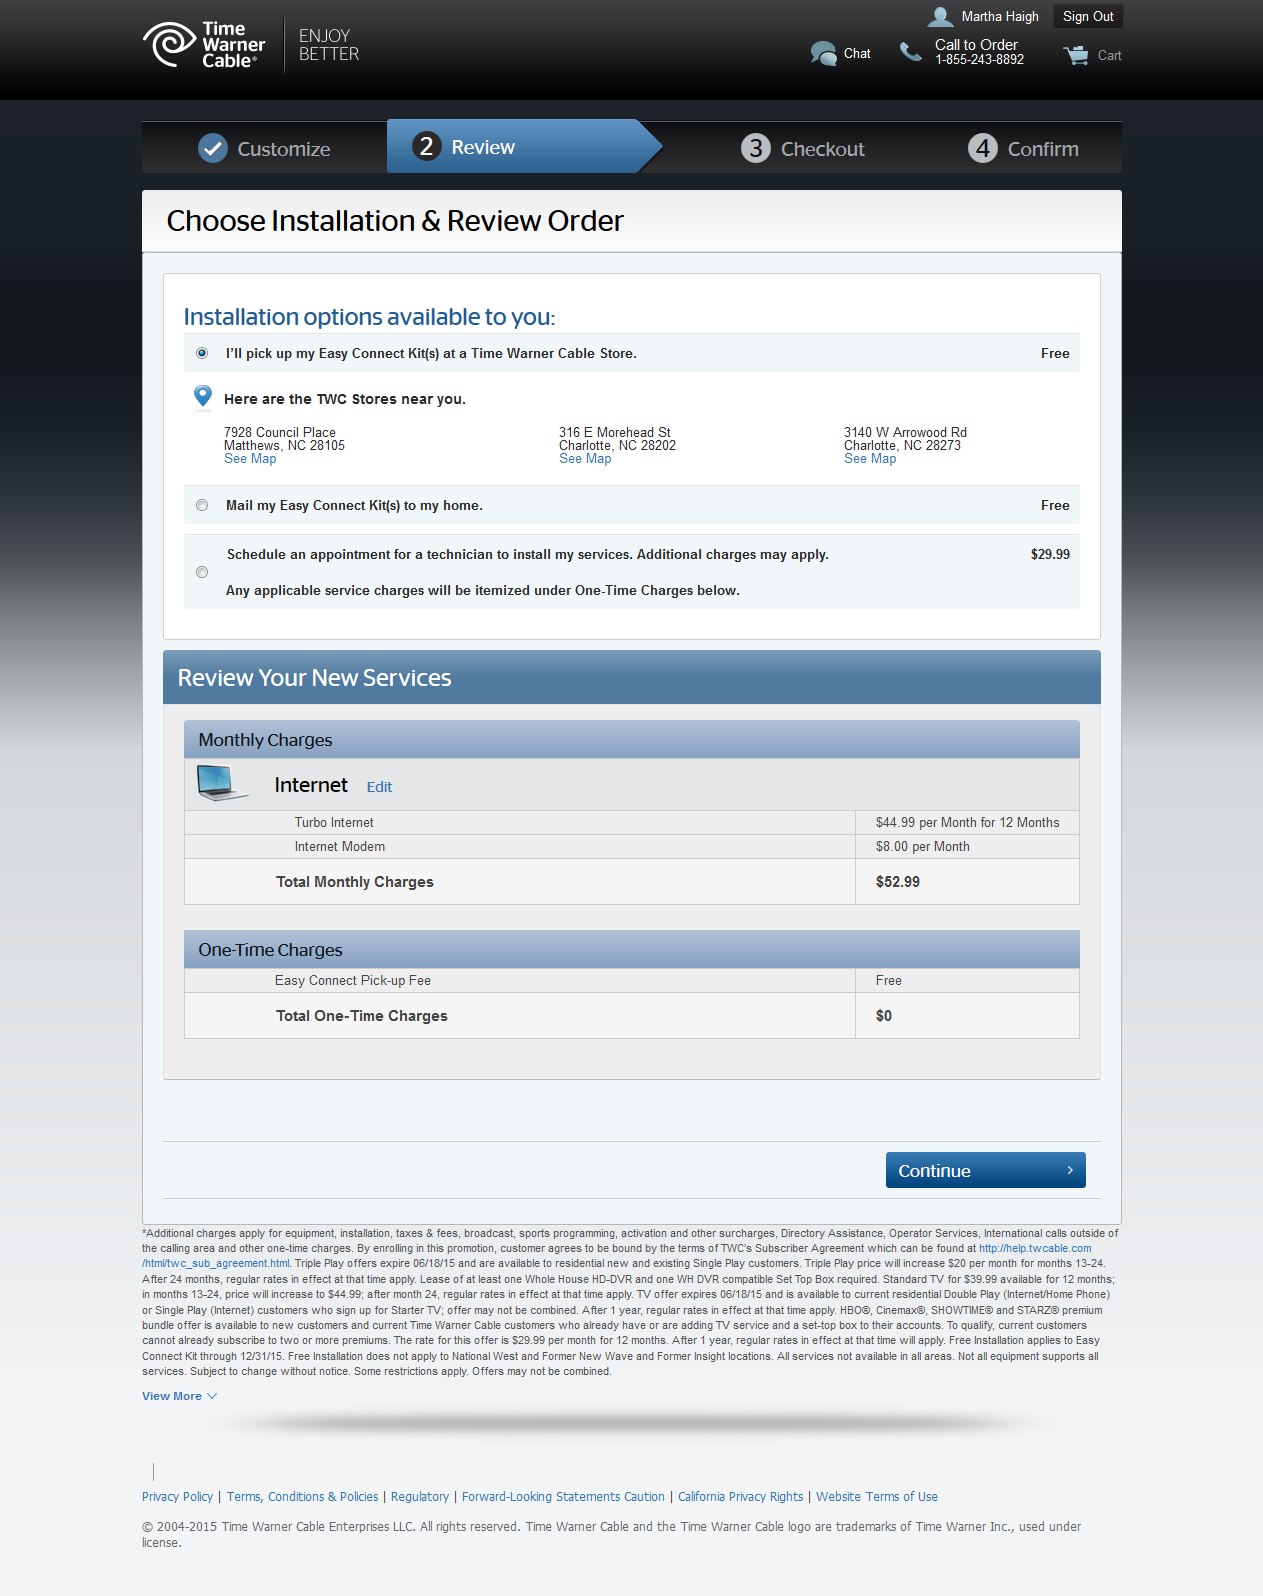 Time Warner Cable®
ENJOY BETTER
Martha Haigh
Sign Out
Chat
Call to Order
1-855-243-8892
Cart
Customize
2 Review
3 Checkout
4 Confirm
Choose Installation & Review Order
Installation options available to you:
I'll pick up my Easy Connect Kit(s) at a Time Warner Cable Store. Free
Here are the TWC Stores near you.
7928 Council Place
Matthews, NC 28105
See Map
316 E Morehead St
Charlotte, NC 28202
See Map
3140 W Arrowood Rd
Charlotte, NC 28273
See Map
Mail my Easy Connect Kit(s) to my home. Free
Schedule an appointment for a technician to install my services. Additional charges may apply. $29.99
Any applicable service charges will be itemized under One-Time Charges below.
Review Your New Services
Monthly Charges
Internet Edit
Turbo Internet $44.99 per Month for 12 Months
Internet Modem $8.00 per Month
Total Monthly Charges $52.99
One-Time Charges
Easy Connect Pick-up Fee Free
Total One-Time Charges $0
Continue
*Additional charges apply for equipment, installation, taxes & fees, broadcast, sports programming, activation and other surcharges, Directory Assistance, Operator Services, International calls outside of
the calling area and other one-time charges. By enrolling in this promotion, customer agrees to be bound by the terms of TWC's Subscriber Agreement which can be found at http://help.twcable.com
/html/twc_sub_agreement.html. Triple Play offers expire 06/18/15 and are available to residential new and existing Single Play customers. Triple Play price will increase $20 per month for months 13-24.
After 24 months, regular rates in effect at that time apply. Lease of at least one Whole House HD-DVR and one WH DVR compatible Set Top Box required. Standard TV for $39.99 available for 12 months;
in months 13-24, price will increase to $44.99; after month 24, regular rates in effect at that time apply. TV offer expires 06/18/15 and is available to current residential Double Play (Internet/Home Phone)
or Single Play (Internet) customers who sign up for Starter TV; offer may not be combined. After 1 year, regular rates in effect at that time apply. HBO®, Cinemax®, SHOWTIME® and STARZ® premium
bundle offer is available to new customers and current Time Warner Cable customers who already have or are adding TV service and a set-top box to their accounts. To qualify, current customers
cannot already subscribe to two or more premiums. The rate for this offer is $29.99 per month for 12 months. After 1 year, regular rates in effect at that time will apply. Free Installation applies to Easy
Connect Kit through 12/31/15. Free Installation does not apply to National West and Former New Wave and Former Insight locations. All services not available in all areas. Not all equipment supports all
services. Subject to change without notice. Some restrictions apply. Offers may not be combined.
View More
Privacy Policy | Terms, Conditions & Policies | Regulatory | Forward-Looking Statements Caution | California Privacy Rights | Website Terms of Use
© 2004-2015 Time Warner Cable Enterprises LLC. All rights reserved. Time Warner Cable and the Time Warner Cable logo are trademarks of Time Warner Inc., used under
license.